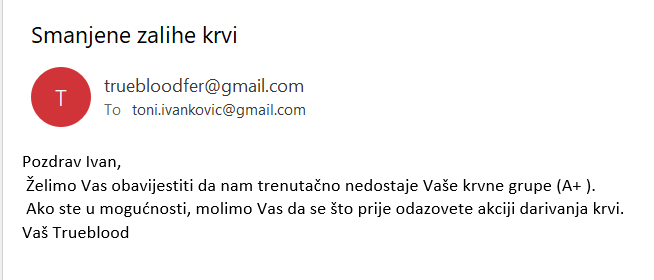 Smanjene zalihe krvi
T
truebloodfer@gmail.com
To toni.ivankovic@gmail.com
Pozdrav Ivan,
Želimo Vas obavijestiti da nam trenutačno nedostaje Vaše krvne grupe (A+ ).
Ako ste u mogućnosti, molimo Vas da se što prije odazovete akciji darivanja krvi.
Vaš Trueblood